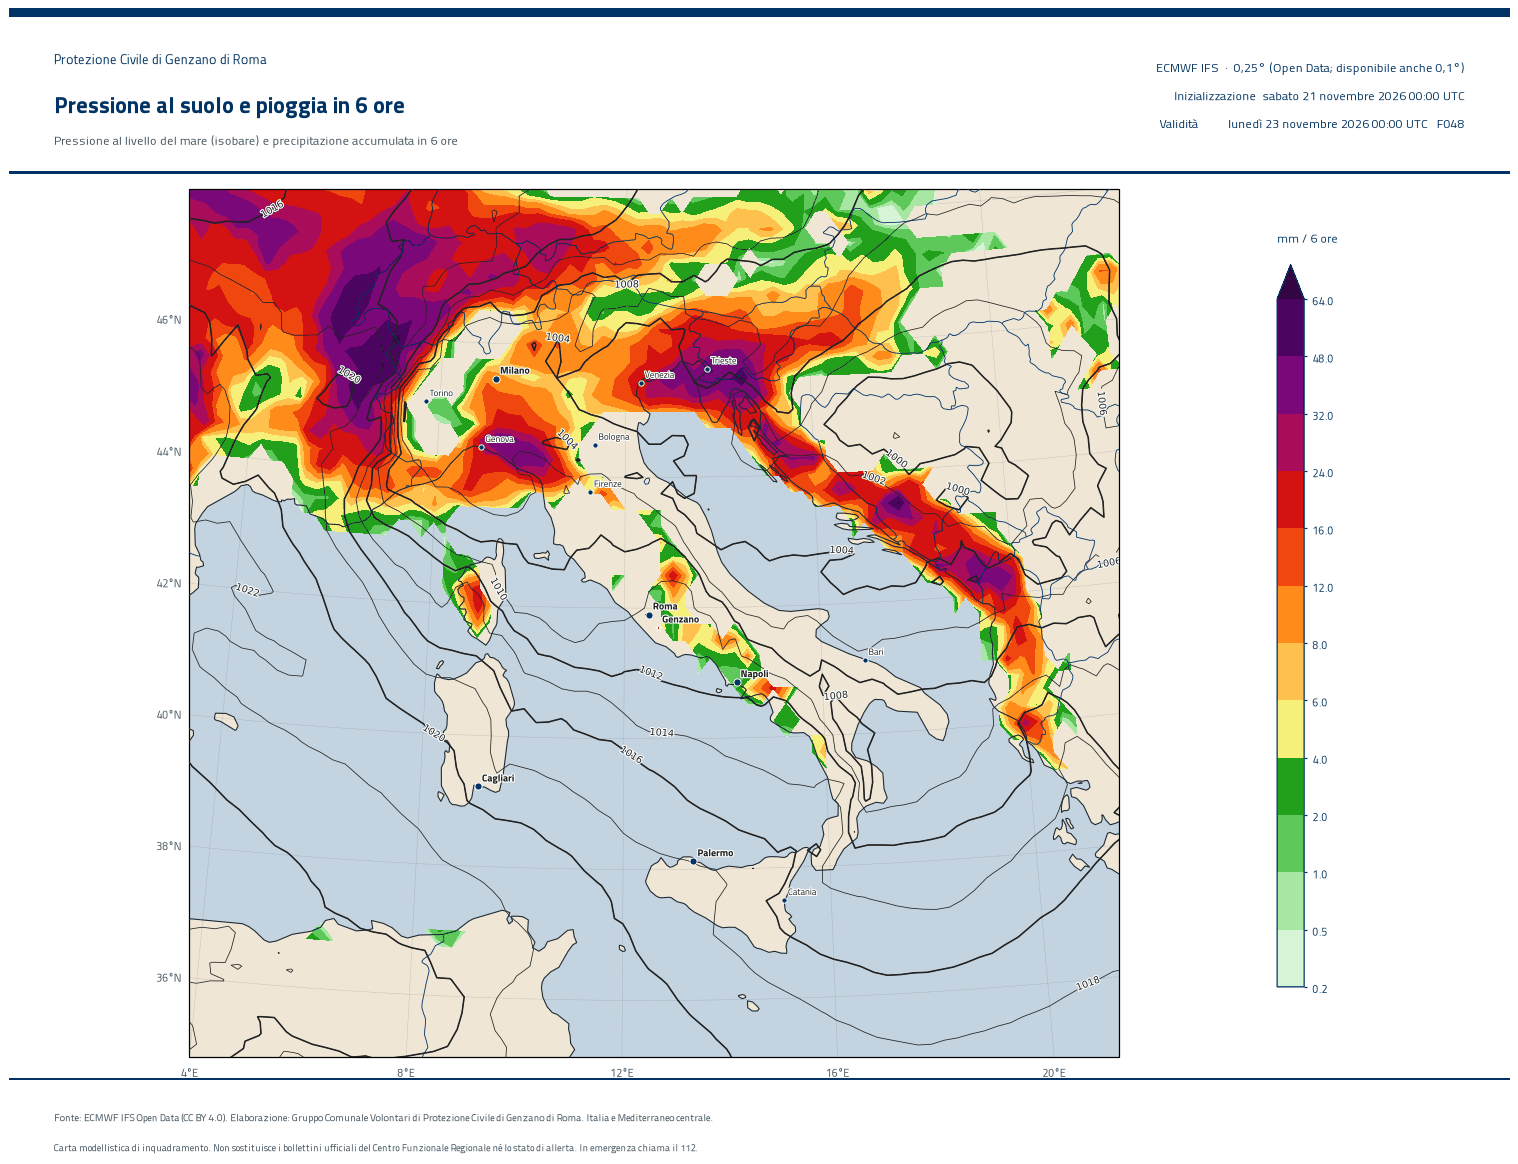 Protezione Civile di Genzano di Roma
Pressione al suolo e pioggia in 6 ore
Pressione al livello del mare (isobare) e precipitazione accumulata in 6 ore
ECMWF IFS · 0,25° (Open Data; disponibile anche 0,1°)
Inizializzazione sabato 21 novembre 2026 00:00 UTC
Validità lunedì 23 novembre 2026 00:00 UTC F048
mm / 6 ore
64.0
48.0
32.0
24.0
16.0
12.0
8.0
6.0
4.0
2.0
1.0
0.5
0.2
46°N
44°N
42°N
40°N
38°N
36°N
4°E
8°E
12°E
16°E
20°E
1016
1008
1004
1020
1006
1004
1000
1002
1000
1004
1006
1022
1010
1012
1008
1014
1016
1020
1018
Milano
Torino
Venezia
Trieste
Genova
Bologna
Firenze
Roma
Genzano
Napoli
Bari
Cagliari
Palermo
Catania
Fonte: ECMWF IFS Open Data (CC BY 4.0). Elaborazione: Gruppo Comunale Volontari di Protezione Civile di Genzano di Roma. Italia e Mediterraneo centrale.
Carta modellistica di inquadramento. Non sostituisce i bollettini ufficiali del Centro Funzionale Regionale né lo stato di allerta. In emergenza chiama il 112.